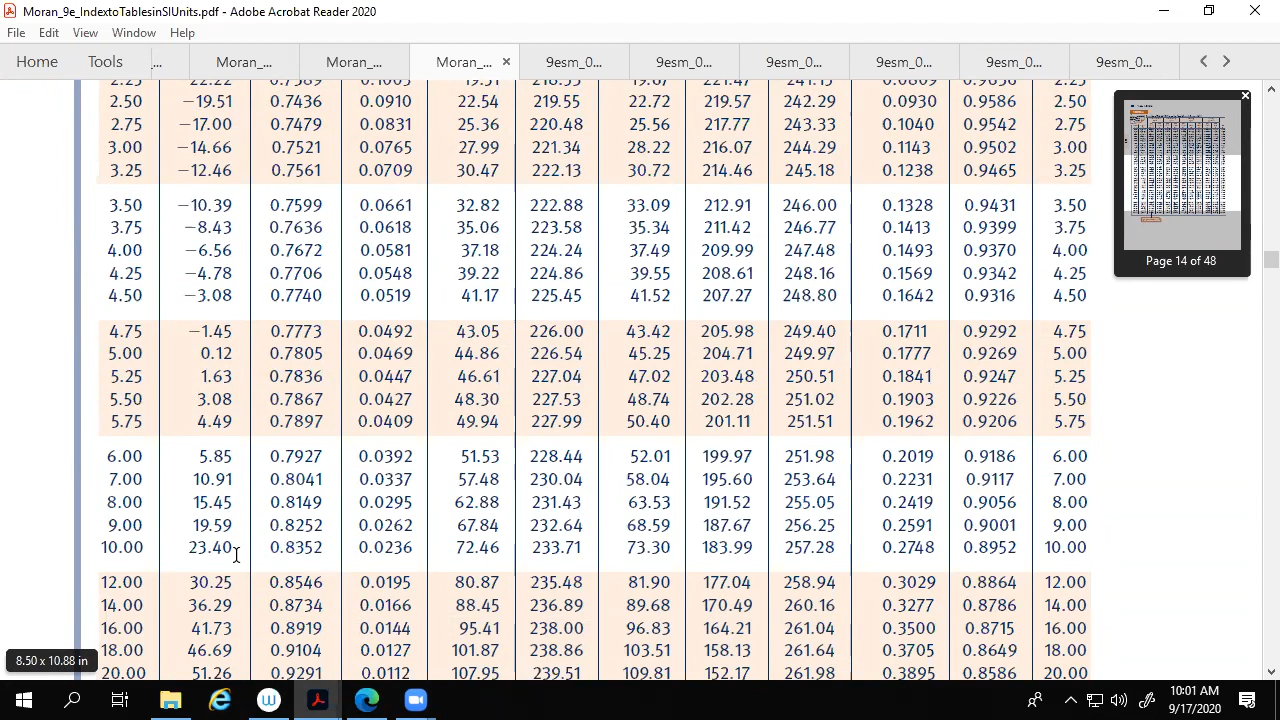 Moran_9e_IndextoTablesinSIUnits.pdf - Adobe Acrobat Reader 2020
File Edit View Window Help
Home Tools ..._ Moran_... Moran_... Moran_... × 9esm_0... 9esm_0... 9esm_0... 9esm_0... 9esm_0... 9esm_0...
2.50 −19.51 0.7436 0.0910 22.54 219.55 22.72 219.57 242.29 0.0930 0.9586 2.50
2.75 −17.00 0.7479 0.0831 25.36 220.48 25.56 217.77 243.33 0.1040 0.9542 2.75
3.00 −14.66 0.7521 0.0765 27.99 221.34 28.22 216.07 244.29 0.1143 0.9502 3.00
3.25 −12.46 0.7561 0.0709 30.47 222.13 30.72 214.46 245.18 0.1238 0.9465 3.25
3.50 −10.39 0.7599 0.0661 32.82 222.88 33.09 212.91 246.00 0.1328 0.9431 3.50
3.75 −8.43 0.7636 0.0618 35.06 223.58 35.34 211.42 246.77 0.1413 0.9399 3.75
4.00 −6.56 0.7672 0.0581 37.18 224.24 37.49 209.99 247.48 0.1493 0.9370 4.00
4.25 −4.78 0.7706 0.0548 39.22 224.86 39.55 208.61 248.16 0.1569 0.9342 4.25
4.50 −3.08 0.7740 0.0519 41.17 225.45 41.52 207.27 248.80 0.1642 0.9316 4.50
4.75 −1.45 0.7773 0.0492 43.05 226.00 43.42 205.98 249.40 0.1711 0.9292 4.75
5.00 0.12 0.7805 0.0469 44.86 226.54 45.25 204.71 249.97 0.1777 0.9269 5.00
5.25 1.63 0.7836 0.0447 46.61 227.04 47.02 203.48 250.51 0.1841 0.9247 5.25
5.50 3.08 0.7867 0.0427 48.30 227.53 48.74 202.28 251.02 0.1903 0.9226 5.50
5.75 4.49 0.7897 0.0409 49.94 227.99 50.40 201.11 251.51 0.1962 0.9206 5.75
6.00 5.85 0.7927 0.0392 51.53 228.44 52.01 199.97 251.98 0.2019 0.9186 6.00
7.00 10.91 0.8041 0.0337 57.48 230.04 58.04 195.60 253.64 0.2231 0.9117 7.00
8.00 15.45 0.8149 0.0295 62.88 231.43 63.53 191.52 255.05 0.2419 0.9056 8.00
9.00 19.59 0.8252 0.0262 67.84 232.64 68.59 187.67 256.25 0.2591 0.9001 9.00
10.00 23.40 0.8352 0.0236 72.46 233.71 73.30 183.99 257.28 0.2748 0.8952 10.00
12.00 30.25 0.8546 0.0195 80.87 235.48 81.90 177.04 258.94 0.3029 0.8864 12.00
14.00 36.29 0.8734 0.0166 88.45 236.89 89.68 170.49 260.16 0.3277 0.8786 14.00
16.00 41.73 0.8919 0.0144 95.41 238.00 96.83 164.21 261.04 0.3500 0.8715 16.00
18.00 46.69 0.9104 0.0127 101.87 238.86 103.51 158.13 261.64 0.3705 0.8649 18.00
20.00 51.26 0.9291 0.0112 107.95 239.51 109.81 152.17 261.98 0.3895 0.8586 20.00
Page 14 of 48
8.50 x 10.88 in
10:01 AM
9/17/2020